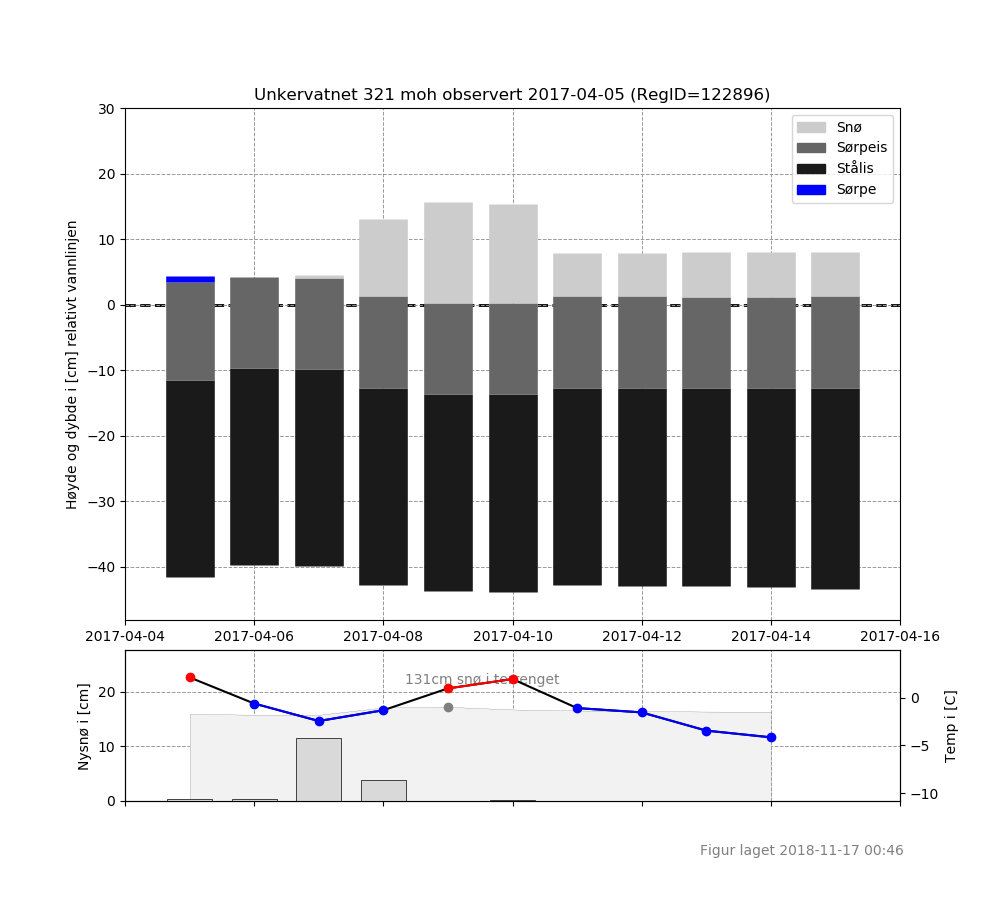 Unkervatnet 321 moh observert 2017-04-05 (RegID=122896)
Høyde og dybde i [cm] relativt vannlinjen
30
20
10
0
−10
−20
−30
−40
Snø
Sørpeis
Stålis
Sørpe
2017-04-04 2017-04-06 2017-04-08 2017-04-10 2017-04-12 2017-04-14 2017-04-16
Nysnø i [cm]
20
10
0
131cm snø i terrenget
0
−5
−10
Temp i [C]
Figur laget 2018-11-17 00:46